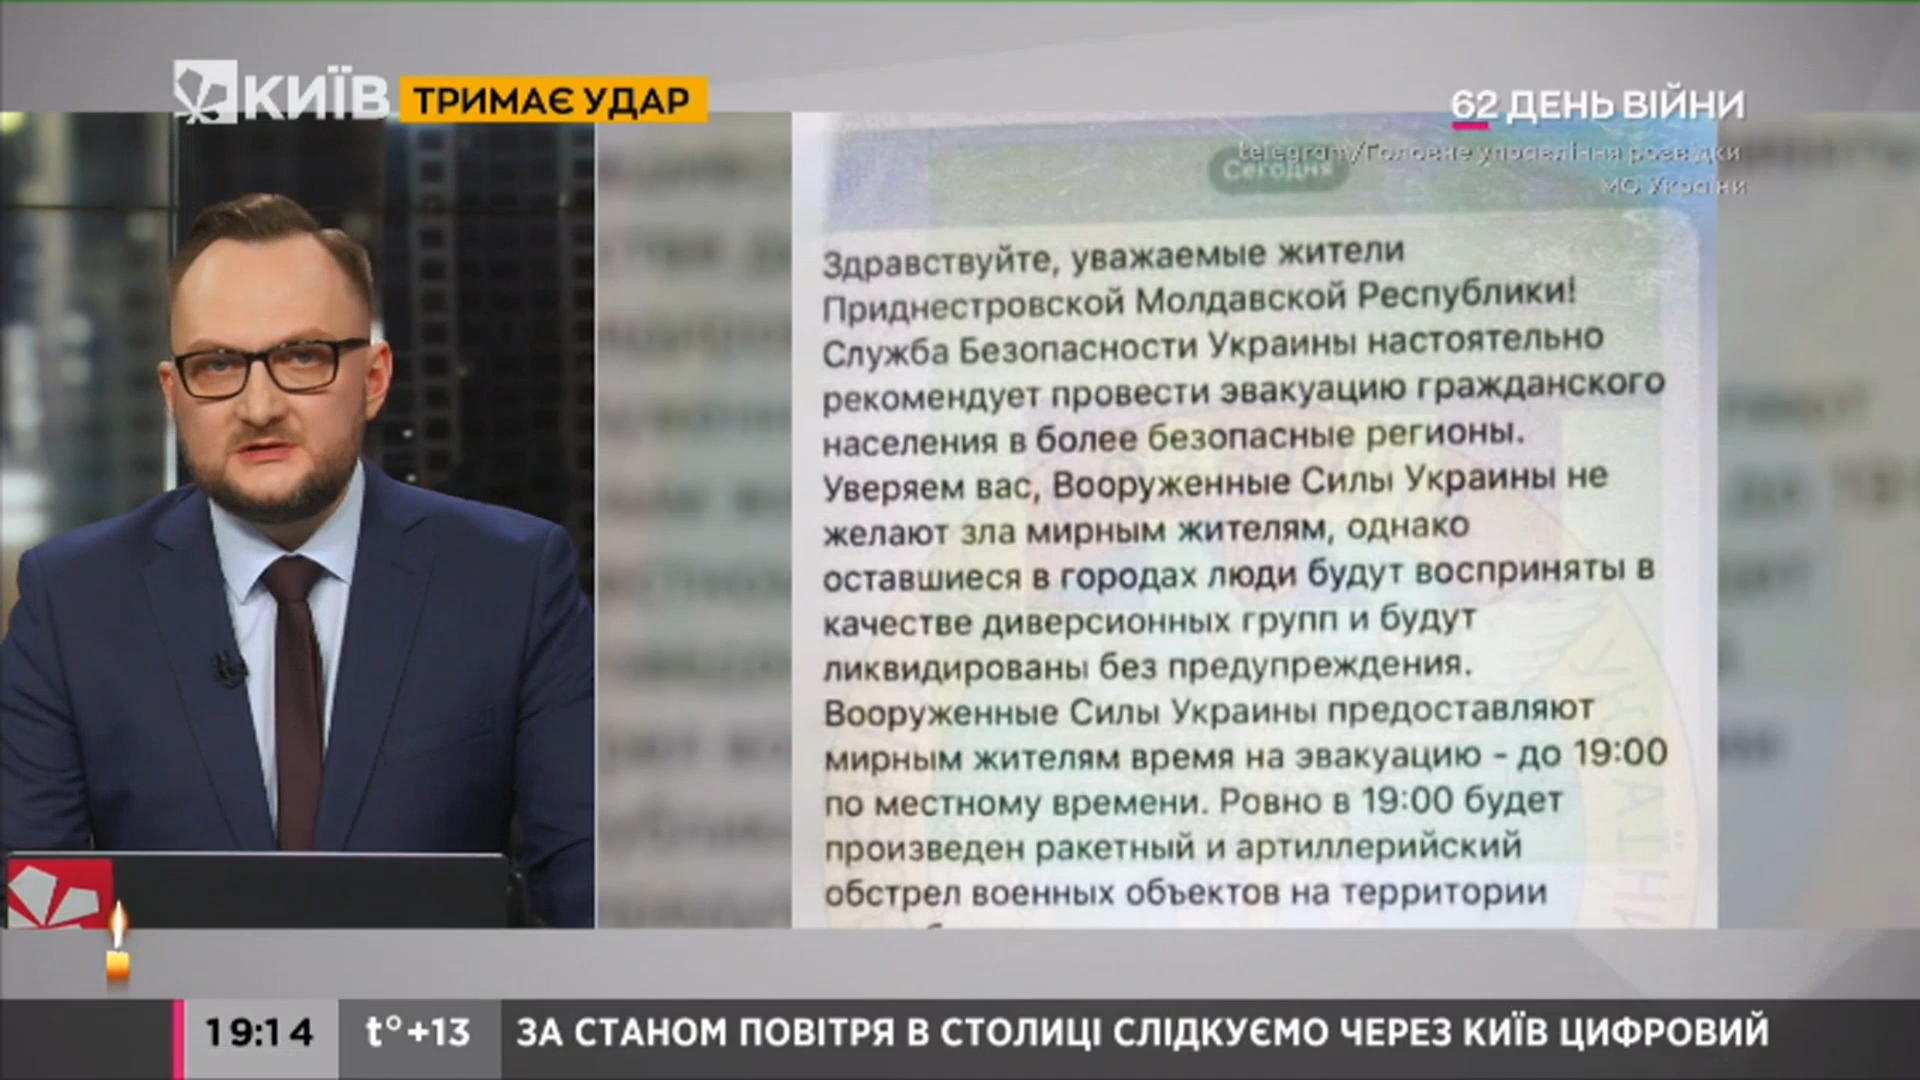 КИЇВ ТРИМАЄ УДАР
62 ДЕНЬ ВІЙНИ
telegram/Головне управління розвідки
МО України
Сегодня
Здравствуйте, уважаемые жители
Приднестровской Молдавской Республики!
Служба Безопасности Украины настоятельно
рекомендует провести эвакуацию гражданского
населения в более безопасные регионы.
Уверяем вас, Вооруженные Силы Украины не
желают зла мирным жителям, однако
оставшиеся в городах люди будут восприняты в
качестве диверсионных групп и будут
ликвидированы без предупреждения.
Вооруженные Силы Украины предоставляют
мирным жителям время на эвакуацию - до 19:00
по местному времени. Ровно в 19:00 будет
произведен ракетный и артиллерийский
обстрел военных объектов на территории
19:14 t°+13 ЗА СТАНОМ ПОВІТРЯ В СТОЛИЦІ СЛІДКУЄМО ЧЕРЕЗ КИЇВ ЦИФРОВИЙ